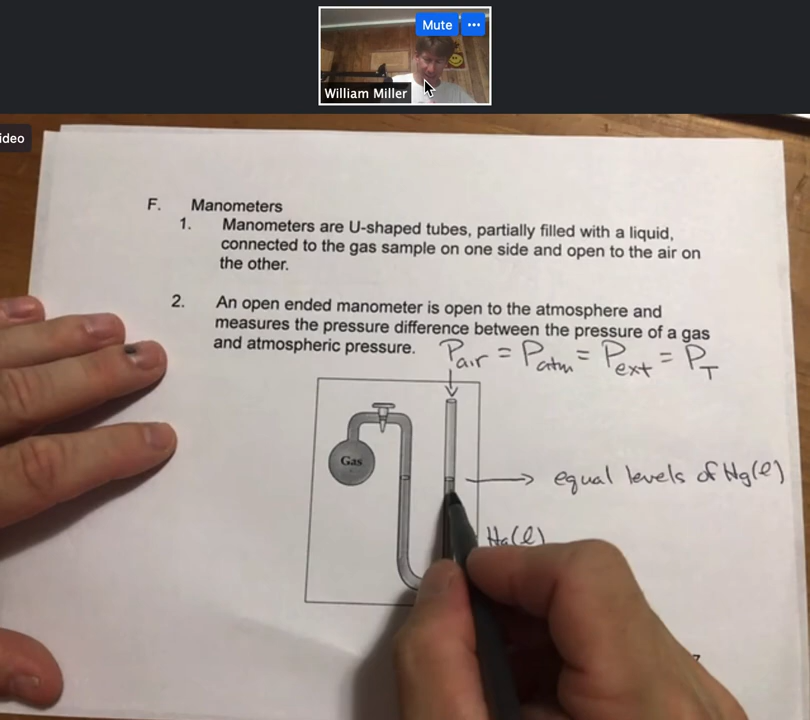 Mute ...
William Miller
ideo
F. Manometers
1. Manometers are U-shaped tubes, partially filled with a liquid,
connected to the gas sample on one side and open to the air on
the other.
2. An open ended manometer is open to the atmosphere and
measures the pressure difference between the pressure of a gas
and atmospheric pressure.
Pair = Patm = Pext = PT
Gas
equal levels of Hg(l)
Hg(l)